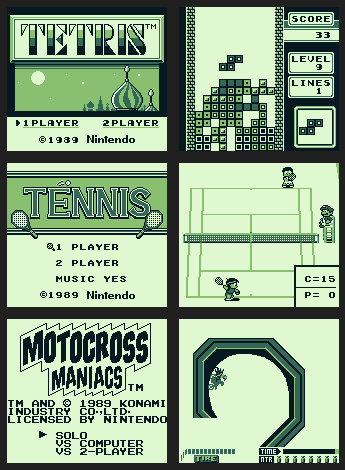 TETRIS™
1PLAYER 2PLAYER
©1989 Nintendo
SCORE
33
LEVEL
9
LINES
1
TENNIS
1 PLAYER
2 PLAYER
MUSIC YES
©1989 Nintendo
C=15
P= 0
MOTOCROSS
MANIACS™
TM AND © 1989 KONAMI
INDUSTRY CO.,LTD.
LICENSED BY NINTENDO
SOLO
VS COMPUTER
VS 2-PLAYER
TIME
TIME
NTR